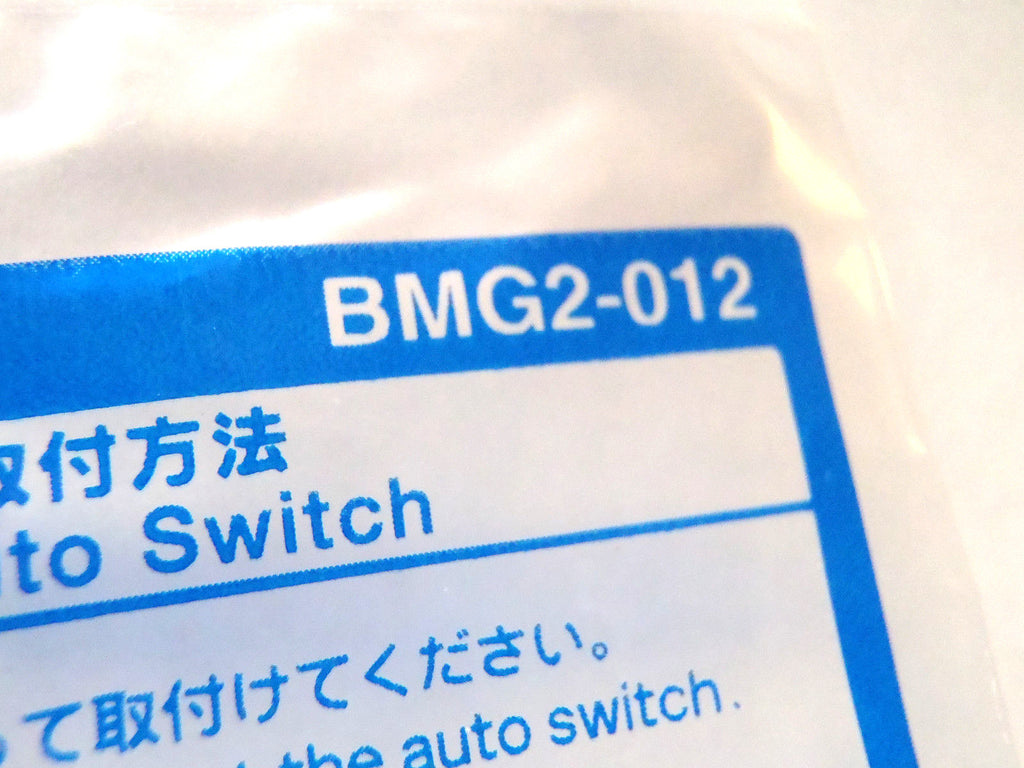 BMG2-012
取付方法
to Switch
て取付けてください。
the auto switch.